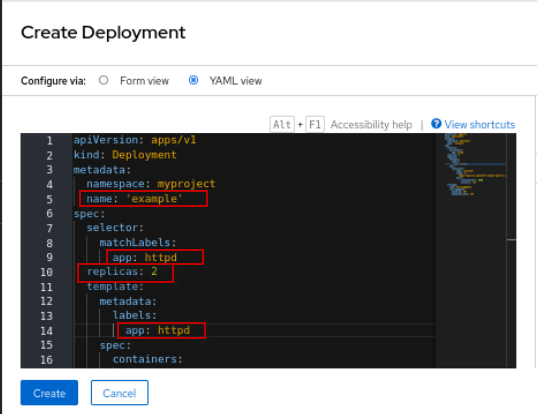 Create Deployment
Configure via: Form view YAML view
Alt + F1 Accessibility help | View shortcuts
1 apiVersion: apps/v1
2 kind: Deployment
3 metadata:
4 namespace: myproject
5 name: 'example'
6 spec:
7 selector:
8 matchLabels:
9 app: httpd
10 replicas: 2
11 template:
12 metadata:
13 labels:
14 app: httpd
15 spec:
16 containers:
Create Cancel